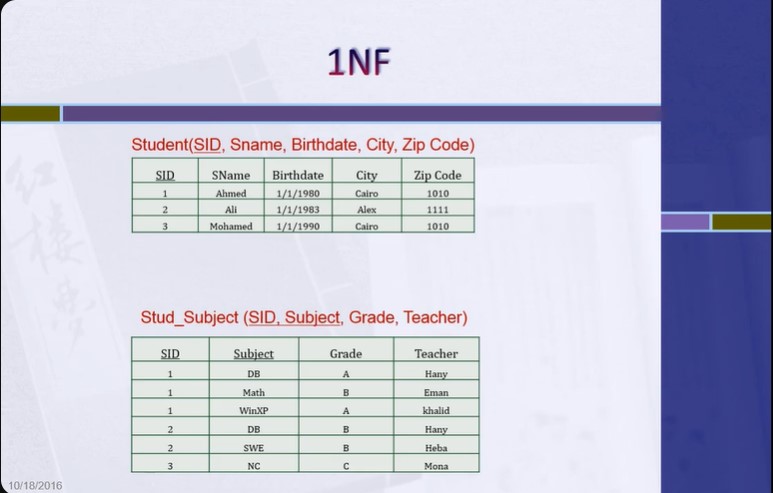 1NF
Student(SID, Sname, Birthdate, City, Zip Code)
SID SName Birthdate City Zip Code
1 Ahmed 1/1/1980 Cairo 1010
2 Ali 1/1/1983 Alex 1111
3 Mohamed 1/1/1990 Cairo 1010
Stud_Subject (SID, Subject, Grade, Teacher)
SID Subject Grade Teacher
1 DB A Hany
1 Math B Eman
1 WinXP A khalid
2 DB B Hany
2 SWE B Heba
3 NC C Mona
10/18/2016
红楼梦